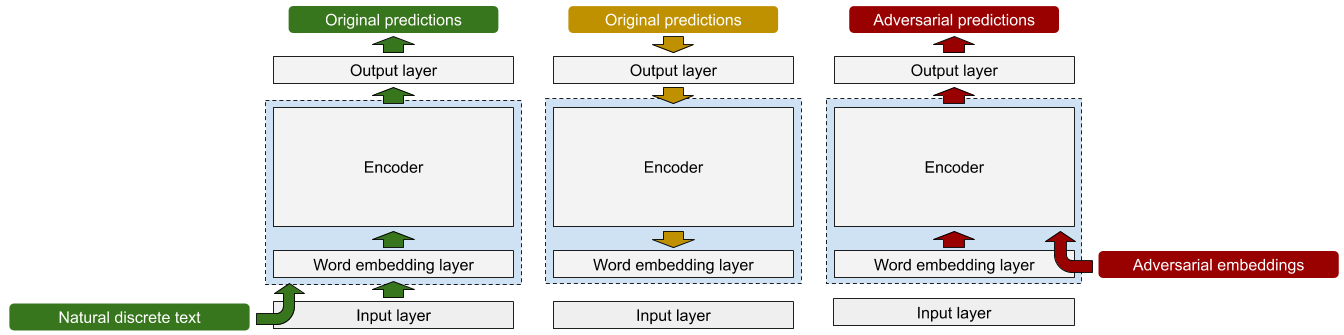 Original predictions
Output layer
Encoder
Word embedding layer
Natural discrete text
Input layer
Original predictions
Output layer
Encoder
Word embedding layer
Input layer
Adversarial predictions
Output layer
Encoder
Word embedding layer
Adversarial embeddings
Input layer